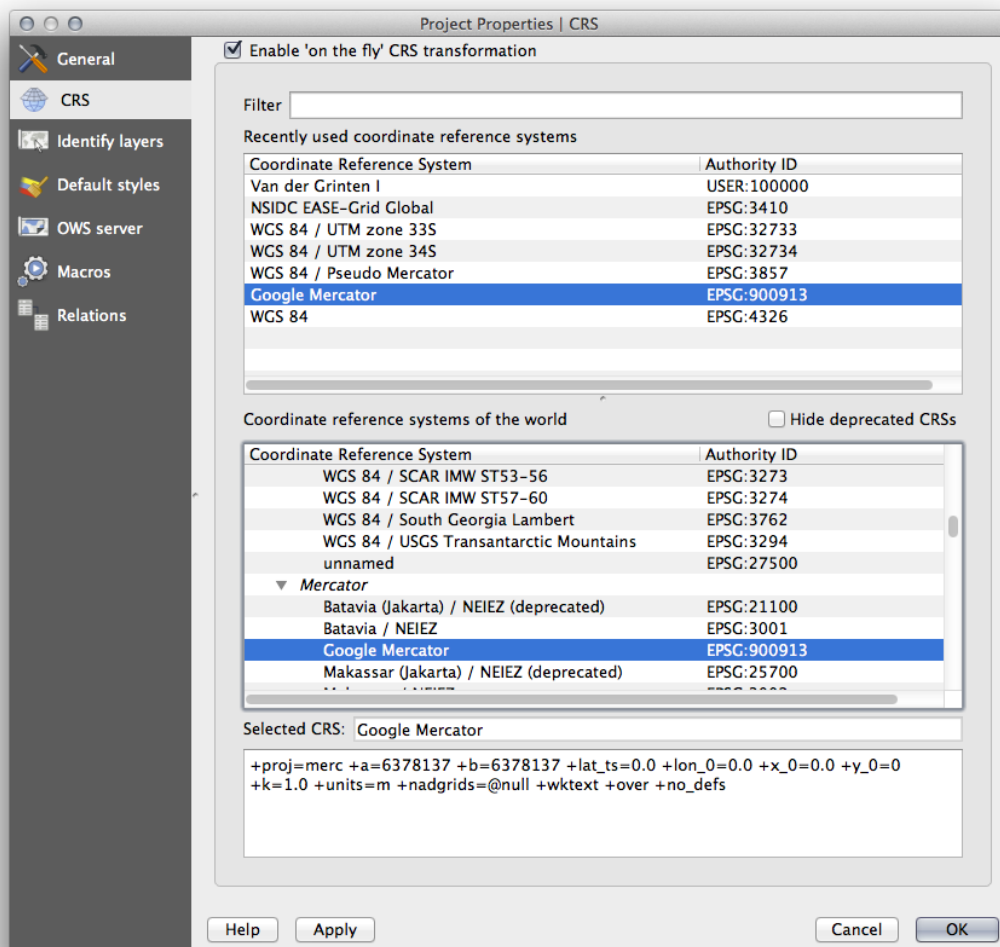 Project Properties | CRS
General
CRS
Identify layers
Default styles
OWS server
Macros
Relations
Enable 'on the fly' CRS transformation
Filter
Recently used coordinate reference systems
Coordinate Reference System Authority ID
Van der Grinten I USER:100000
NSIDC EASE-Grid Global EPSG:3410
WGS 84 / UTM zone 33S EPSG:32733
WGS 84 / UTM zone 34S EPSG:32734
WGS 84 / Pseudo Mercator EPSG:3857
Google Mercator EPSG:900913
WGS 84 EPSG:4326
Coordinate reference systems of the world
Hide deprecated CRSs
Coordinate Reference System Authority ID
WGS 84 / SCAR IMW ST53-56 EPSG:3273
WGS 84 / SCAR IMW ST57-60 EPSG:3274
WGS 84 / South Georgia Lambert EPSG:3762
WGS 84 / USGS Transantarctic Mountains EPSG:3294
unnamed EPSG:27500
Mercator
Batavia (Jakarta) / NEIEZ (deprecated) EPSG:21100
Batavia / NEIEZ EPSG:3001
Google Mercator EPSG:900913
Makassar (Jakarta) / NEIEZ (deprecated) EPSG:25700
Selected CRS: Google Mercator
+proj=merc +a=6378137 +b=6378137 +lat_ts=0.0 +lon_0=0.0 +x_0=0.0 +y_0=0
+k=1.0 +units=m +nadgrids=@null +wktext +over +no_defs
Help
Apply
Cancel
OK